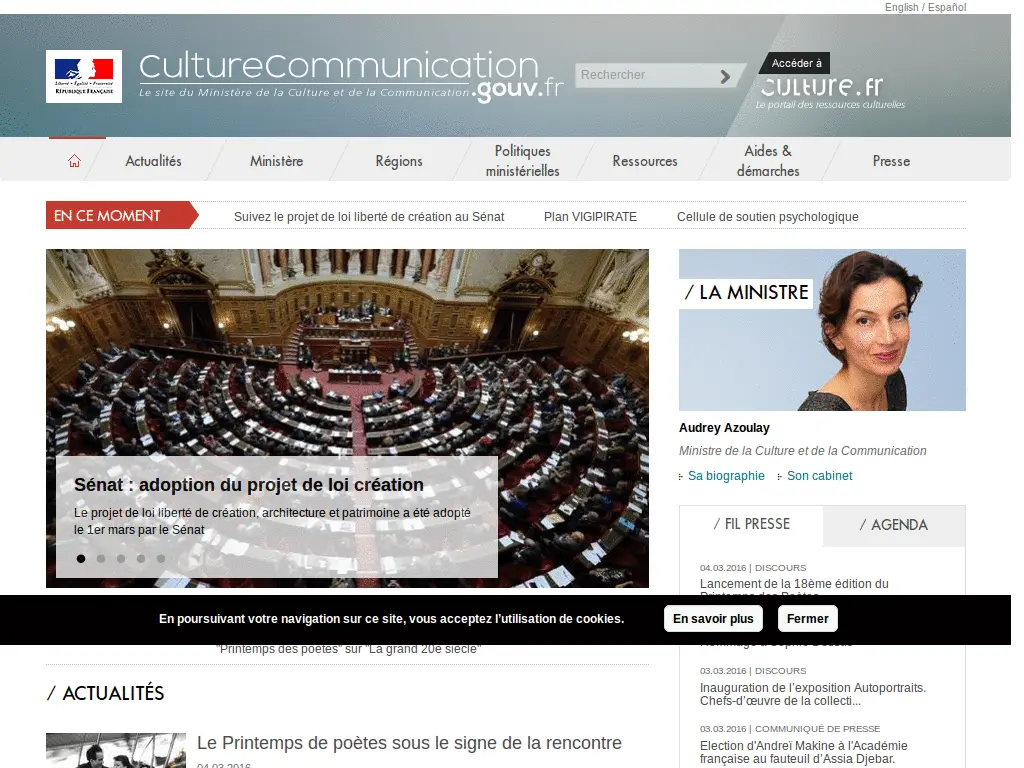 English / Español
CultureCommunication
.gouv.fr
Le site du Ministère de la Culture et de la Communication
Liberté • Égalité • Fraternité
RÉPUBLIQUE FRANÇAISE
Rechercher
Accéder à
culture.fr
Le portail des ressources culturelles
Actualités
Ministère
Régions
Politiques
ministérielles
Ressources
Aides &
démarches
Presse
EN CE MOMENT
Suivez le projet de loi liberté de création au Sénat
Plan VIGIPIRATE
Cellule de soutien psychologique
Sénat : adoption du projet de loi création
Le projet de loi liberté de création, architecture et patrimoine a été adopté
le 1er mars par le Sénat
/ LA MINISTRE
Audrey Azoulay
Ministre de la Culture et de la Communication
Sa biographie
Son cabinet
/ FIL PRESSE
/ AGENDA
04.03.2016 | DISCOURS
Lancement de la 18ème édition du
Printemps des Poètes
En poursuivant votre navigation sur ce site, vous acceptez l'utilisation de cookies.
En savoir plus
Fermer
"Printemps des poètes" sur "La grand 20e siècle"
03.03.2016 | DISCOURS
Inauguration de l'exposition Autoportraits.
Chefs-d'œuvre de la collecti...
03.03.2016 | COMMUNIQUÉ DE PRESSE
Election d'Andreï Makine à l'Académie
française au fauteuil d'Assia Djebar.
/ ACTUALITÉS
Le Printemps de poètes sous le signe de la rencontre
04.03.2016